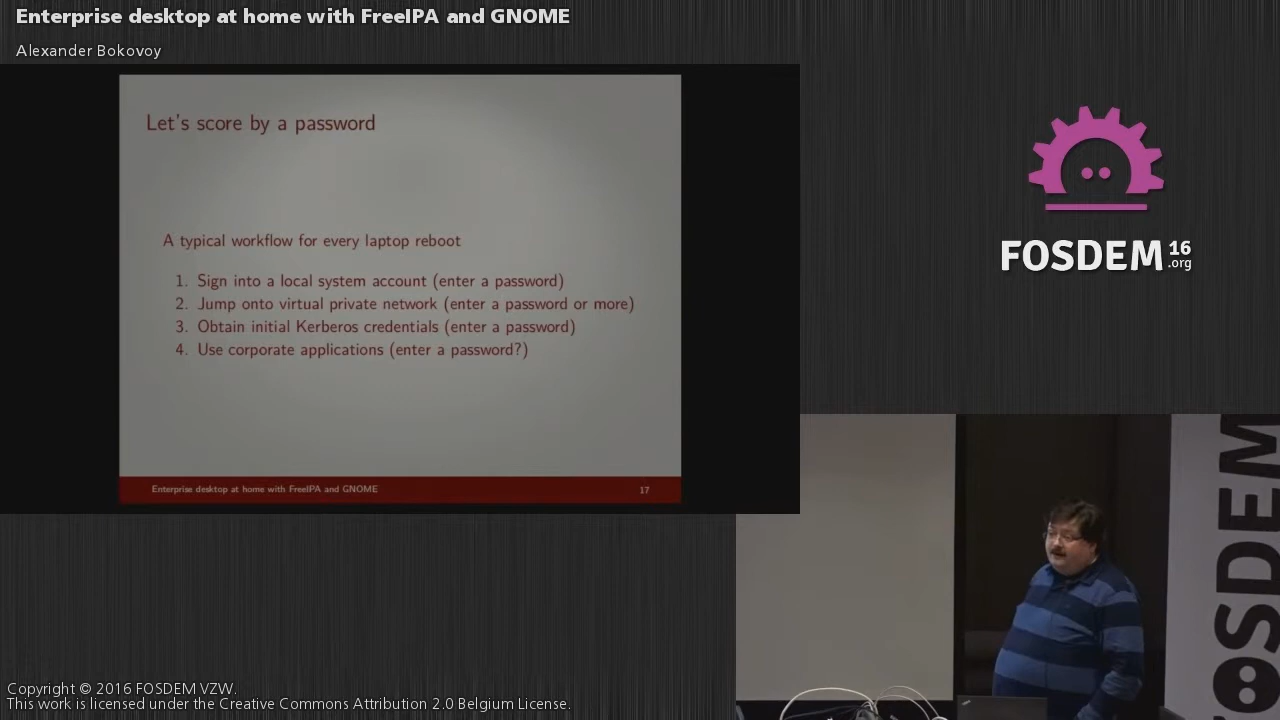 Enterprise desktop at home with FreeIPA and GNOME
Alexander Bokovoy
Let's score by a password
A typical workflow for every laptop reboot
1. Sign into a local system account (enter a password)
2. Jump onto virtual private network (enter a password or more)
3. Obtain initial Kerberos credentials (enter a password)
4. Use corporate applications (enter a password?)
Enterprise desktop at home with FreeIPA and GNOME 17
FOSDEM 16
.org
FOSDEM
Copyright © 2016 FOSDEM VZW.
This work is licensed under the Creative Commons Attribution 2.0 Belgium License.